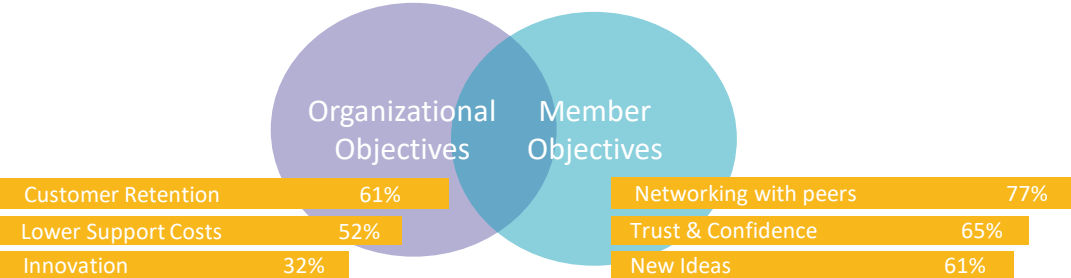 Organizational
Objectives
Member
Objectives
Customer Retention 61%
Lower Support Costs 52%
Innovation 32%
Networking with peers 77%
Trust & Confidence 65%
New Ideas 61%